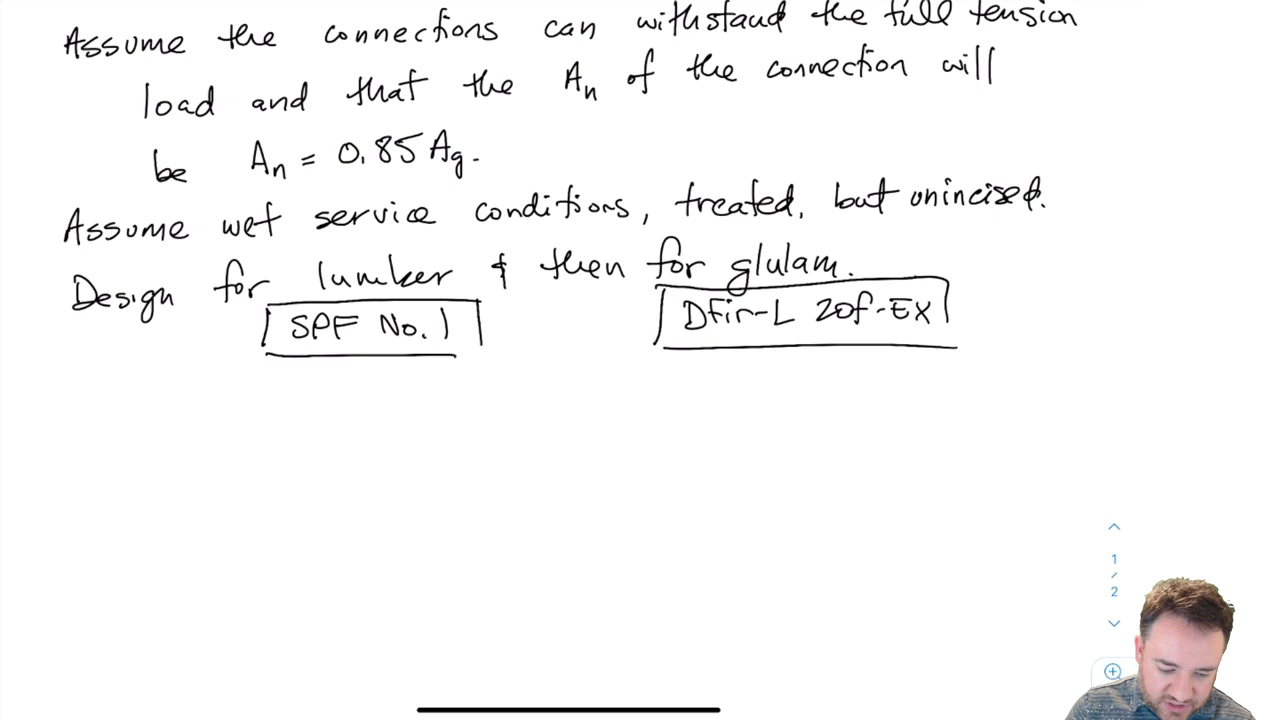 Assume the connections can withstand the full tension
load and that the An of the connection will
be An = 0.85 Ag.
Assume wet service conditions, treated, but unincised.
Design for lumber & then for glulam.
SPF No. 1 DFir-L 20f-EX
1
/
2